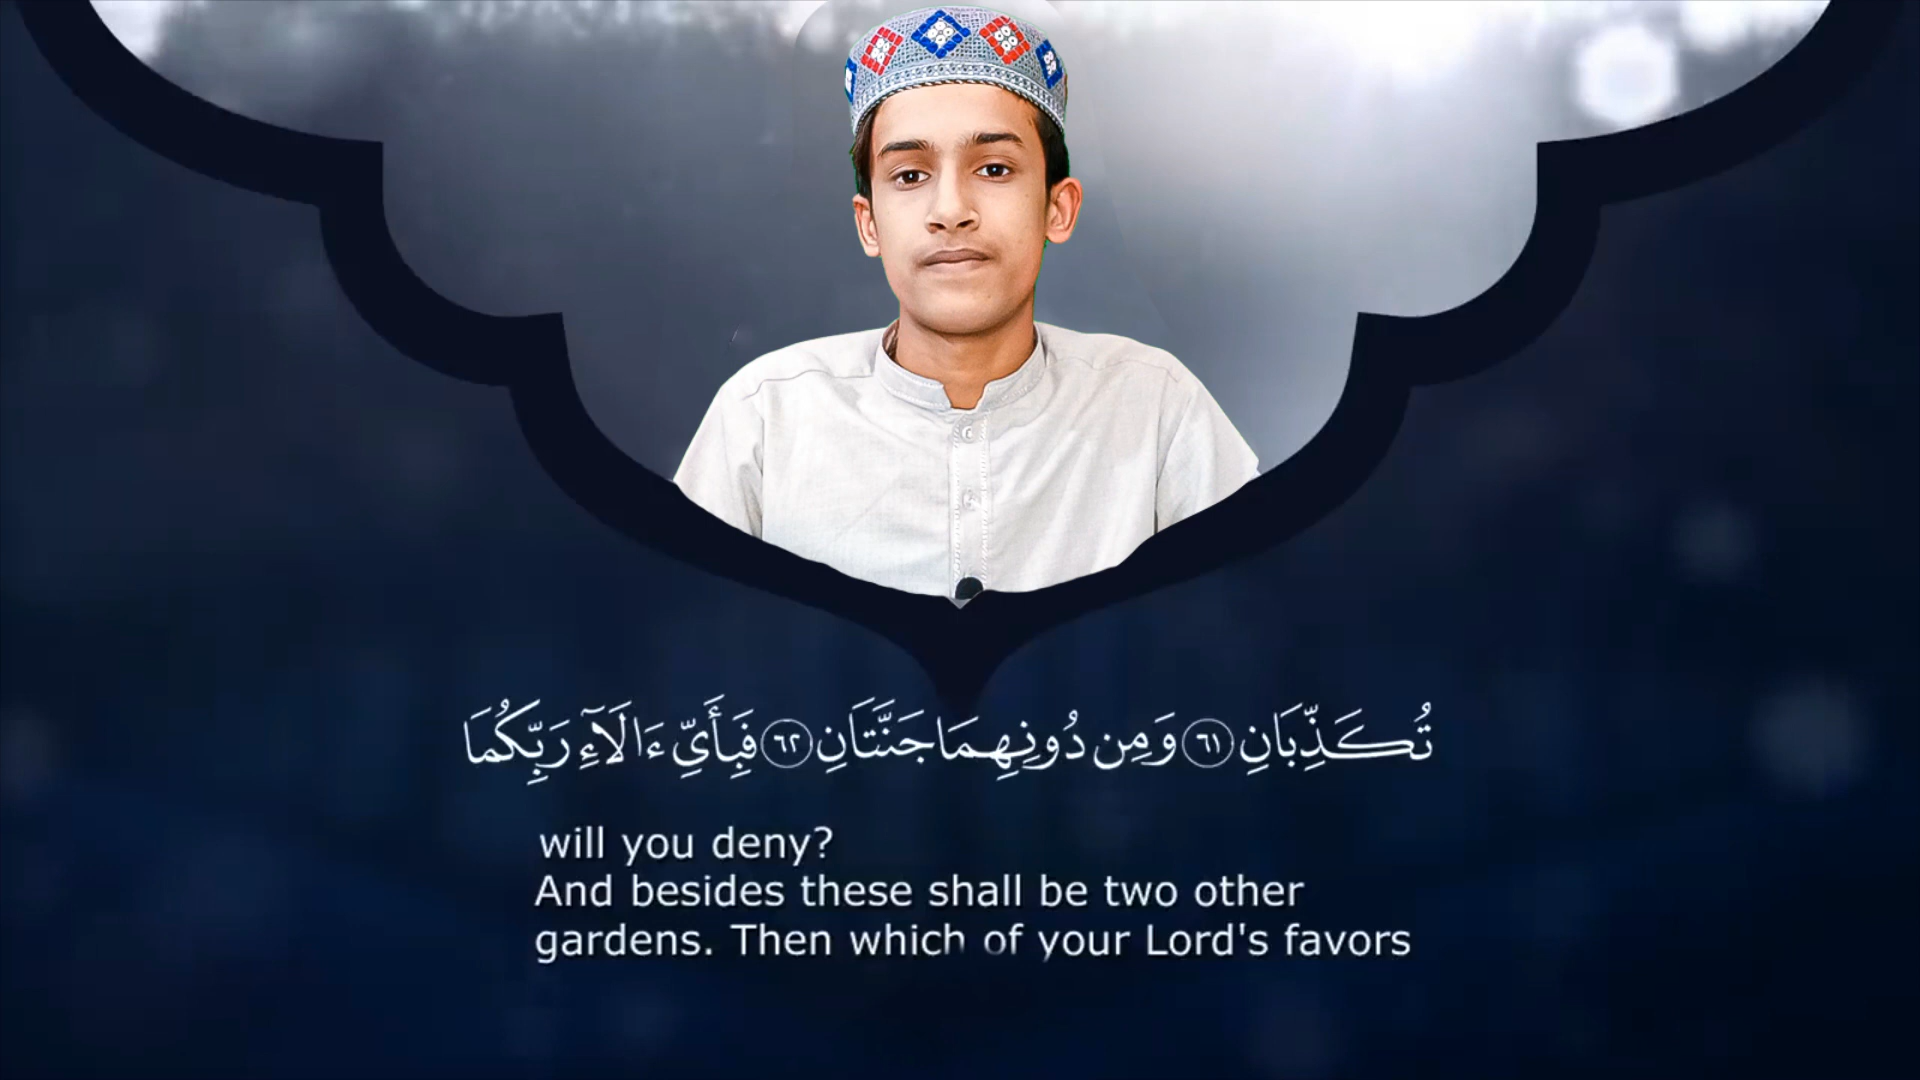 تُكَذِّبَانِ ٦١ وَمِن دُونِهِمَا جَنَّتَانِ ٦٢ فَبِأَيِّ ءَالَآءِ رَبِّكُمَا
will you deny?
And besides these shall be two other
gardens. Then which of your Lord's favors